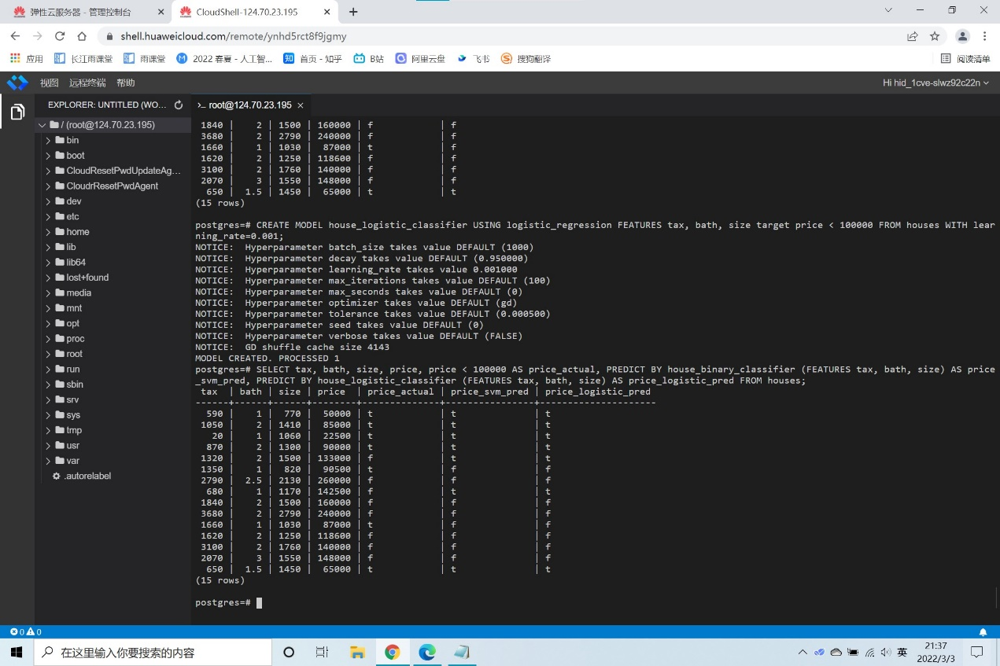 弹性云服务器 - 管理控制台
CloudShell-124.70.23.195
shell.huaweicloud.com/remote/ynhd5rct8f9jgmy
应用 长江雨课堂 雨课堂 2022 春夏 - 人工智... 知 首页 - 知乎 B站 阿里云盘 飞书 搜狗翻译 阅读清单
视图 远程终端 帮助 Hi hid_1cve-slwz92c22n
EXPLORER: UNTITLED (WO...
/ (root@124.70.23.195)
bin
boot
CloudResetPwdUpdateAg...
CloudrResetPwdAgent
dev
etc
home
lib
lib64
lost+found
media
mnt
opt
proc
root
run
sbin
srv
sys
tmp
usr
var
.autorelabel
>_ root@124.70.23.195
1840 | 2 | 1500 | 160000 | f | f
3680 | 2 | 2790 | 240000 | f | f
1660 | 1 | 1030 | 87000 | t | f
1620 | 2 | 1250 | 118600 | f | f
3100 | 2 | 1760 | 140000 | f | f
2070 | 3 | 1550 | 148000 | f | f
650 | 1.5 | 1450 | 65000 | t | t
(15 rows)
postgres=# CREATE MODEL house_logistic_classifier USING logistic_regression FEATURES tax, bath, size target price < 100000 FROM houses WITH lear
ning_rate=0.001;
NOTICE: Hyperparameter batch_size takes value DEFAULT (1000)
NOTICE: Hyperparameter decay takes value DEFAULT (0.950000)
NOTICE: Hyperparameter learning_rate takes value 0.001000
NOTICE: Hyperparameter max_iterations takes value DEFAULT (100)
NOTICE: Hyperparameter max_seconds takes value DEFAULT (0)
NOTICE: Hyperparameter optimizer takes value DEFAULT (gd)
NOTICE: Hyperparameter tolerance takes value DEFAULT (0.000500)
NOTICE: Hyperparameter seed takes value DEFAULT (0)
NOTICE: Hyperparameter verbose takes value DEFAULT (FALSE)
NOTICE: GD shuffle cache size 4143
MODEL CREATED. PROCESSED 1
postgres=# SELECT tax, bath, size, price, price < 100000 AS price_actual, PREDICT BY house_binary_classifier (FEATURES tax, bath, size) AS price
_svm_pred, PREDICT BY house_logistic_classifier (FEATURES tax, bath, size) AS price_logistic_pred FROM houses;
tax | bath | size | price | price_actual | price_svm_pred | price_logistic_pred
------+------+------+--------+--------------+----------------+---------------------
590 | 1 | 770 | 50000 | t | t | t
1050 | 2 | 1410 | 85000 | t | t | t
20 | 1 | 1060 | 22500 | t | t | t
870 | 2 | 1300 | 90000 | t | t | t
1320 | 2 | 1500 | 133000 | f | t | t
1350 | 1 | 820 | 90500 | t | f | f
2790 | 2.5 | 2130 | 260000 | f | f | f
680 | 1 | 1170 | 142500 | f | t | t
1840 | 2 | 1500 | 160000 | f | f | f
3680 | 2 | 2790 | 240000 | f | f | f
1660 | 1 | 1030 | 87000 | t | f | f
1620 | 2 | 1250 | 118600 | f | f | f
3100 | 2 | 1760 | 140000 | f | f | f
2070 | 3 | 1550 | 148000 | f | f | f
650 | 1.5 | 1450 | 65000 | t | t | t
(15 rows)
postgres=#
0 0
在这里输入你要搜索的内容
英
21:37
2022/3/3